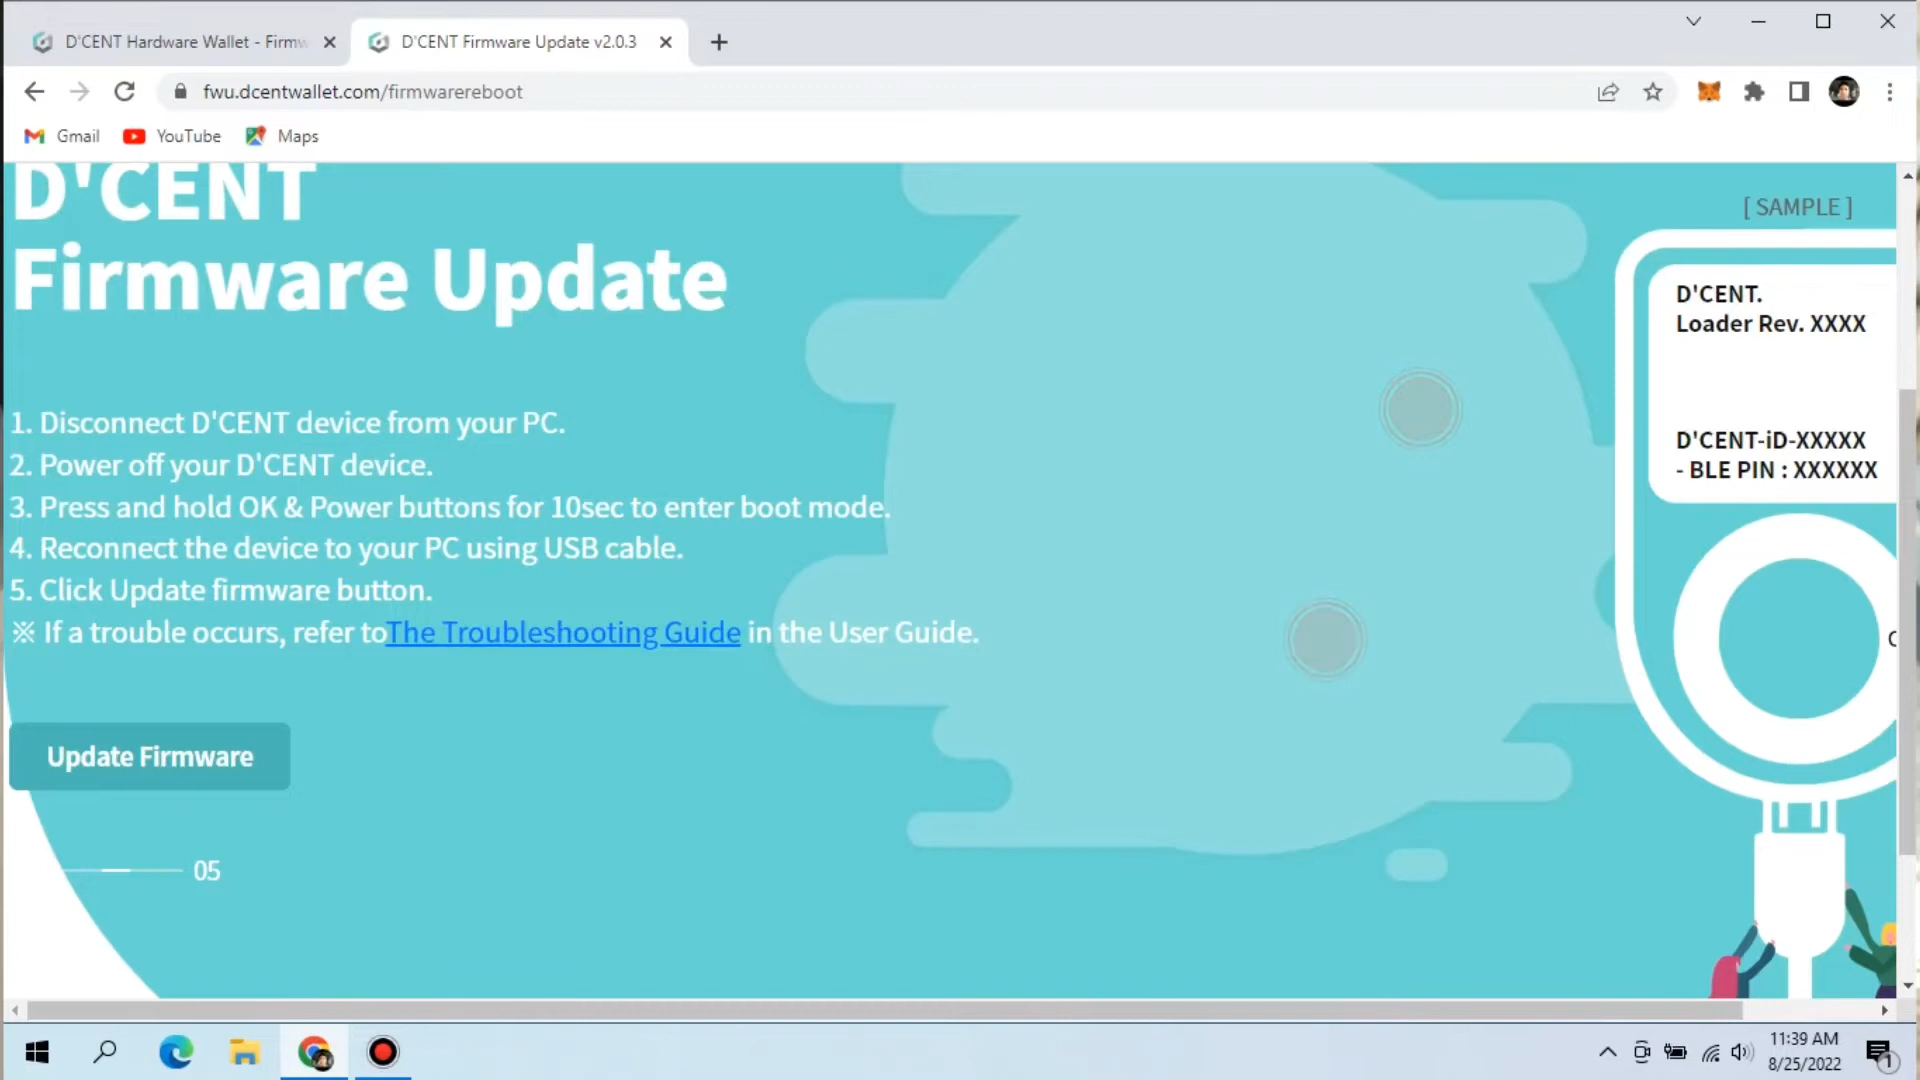 D'CENT Hardware Wallet - Firmw
D'CENT Firmware Update v2.0.3
fwu.dcentwallet.com/firmwarereboot
Gmail
YouTube
Maps
D'CENT
Firmware Update
1. Disconnect D'CENT device from your PC.
2. Power off your D'CENT device.
3. Press and hold OK & Power buttons for 10sec to enter boot mode.
4. Reconnect the device to your PC using USB cable.
5. Click Update firmware button.
※ If a trouble occurs, refer toThe Troubleshooting Guide in the User Guide.
Update Firmware
05
[ SAMPLE ]
D'CENT.
Loader Rev. XXXX
D'CENT-iD-XXXXX
- BLE PIN : XXXXXX
11:39 AM
8/25/2022
1